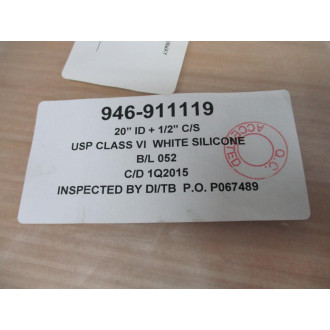 946-911119
20" ID + 1/2" C/S
USP CLASS VI WHITE SILICONE
B/L 052
C/D 1Q2015
INSPECTED BY DI/TB P.O. P067489
Q.C.
ACCEPTED